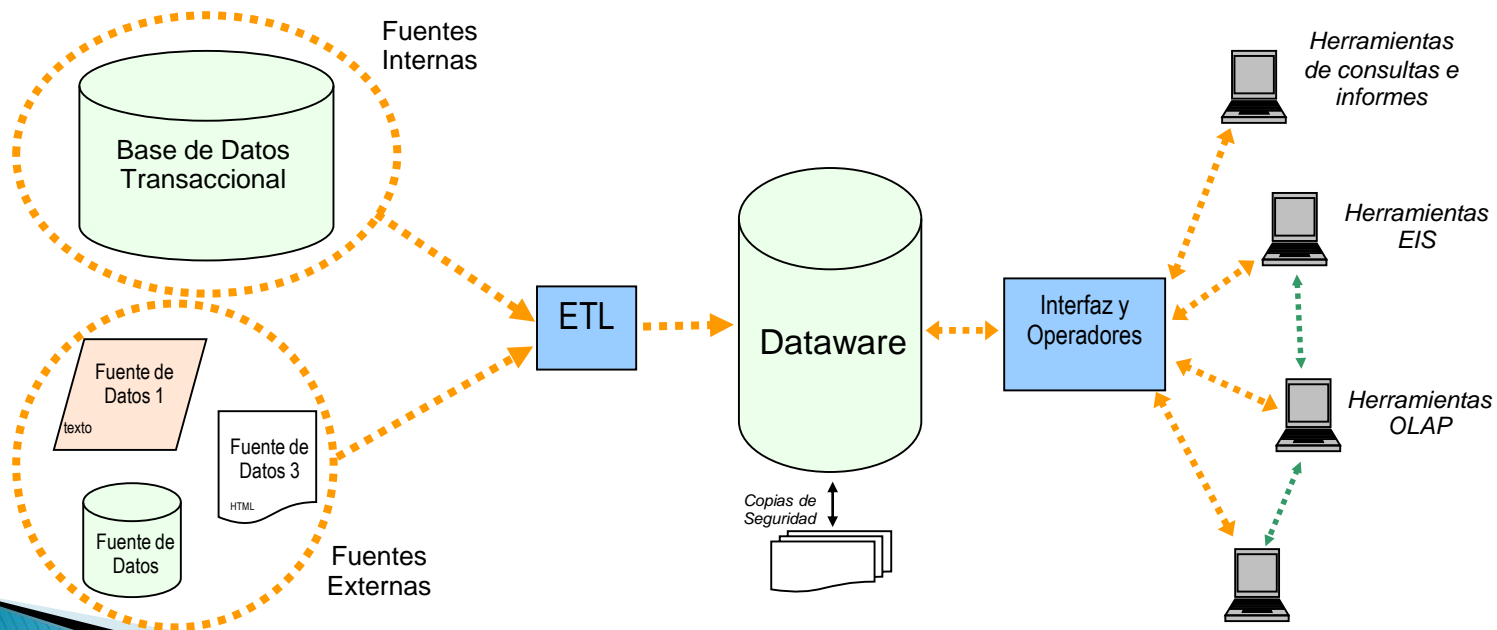 Fuentes
Internas
Base de Datos
Transaccional
Fuente de
Datos 1
texto
Fuente de
Datos 3
HTML
Fuente de
Datos
Fuentes
Externas
ETL
Dataware
Copias de
Seguridad
Interfaz y
Operadores
Herramientas
de consultas e
informes
Herramientas
EIS
Herramientas
OLAP